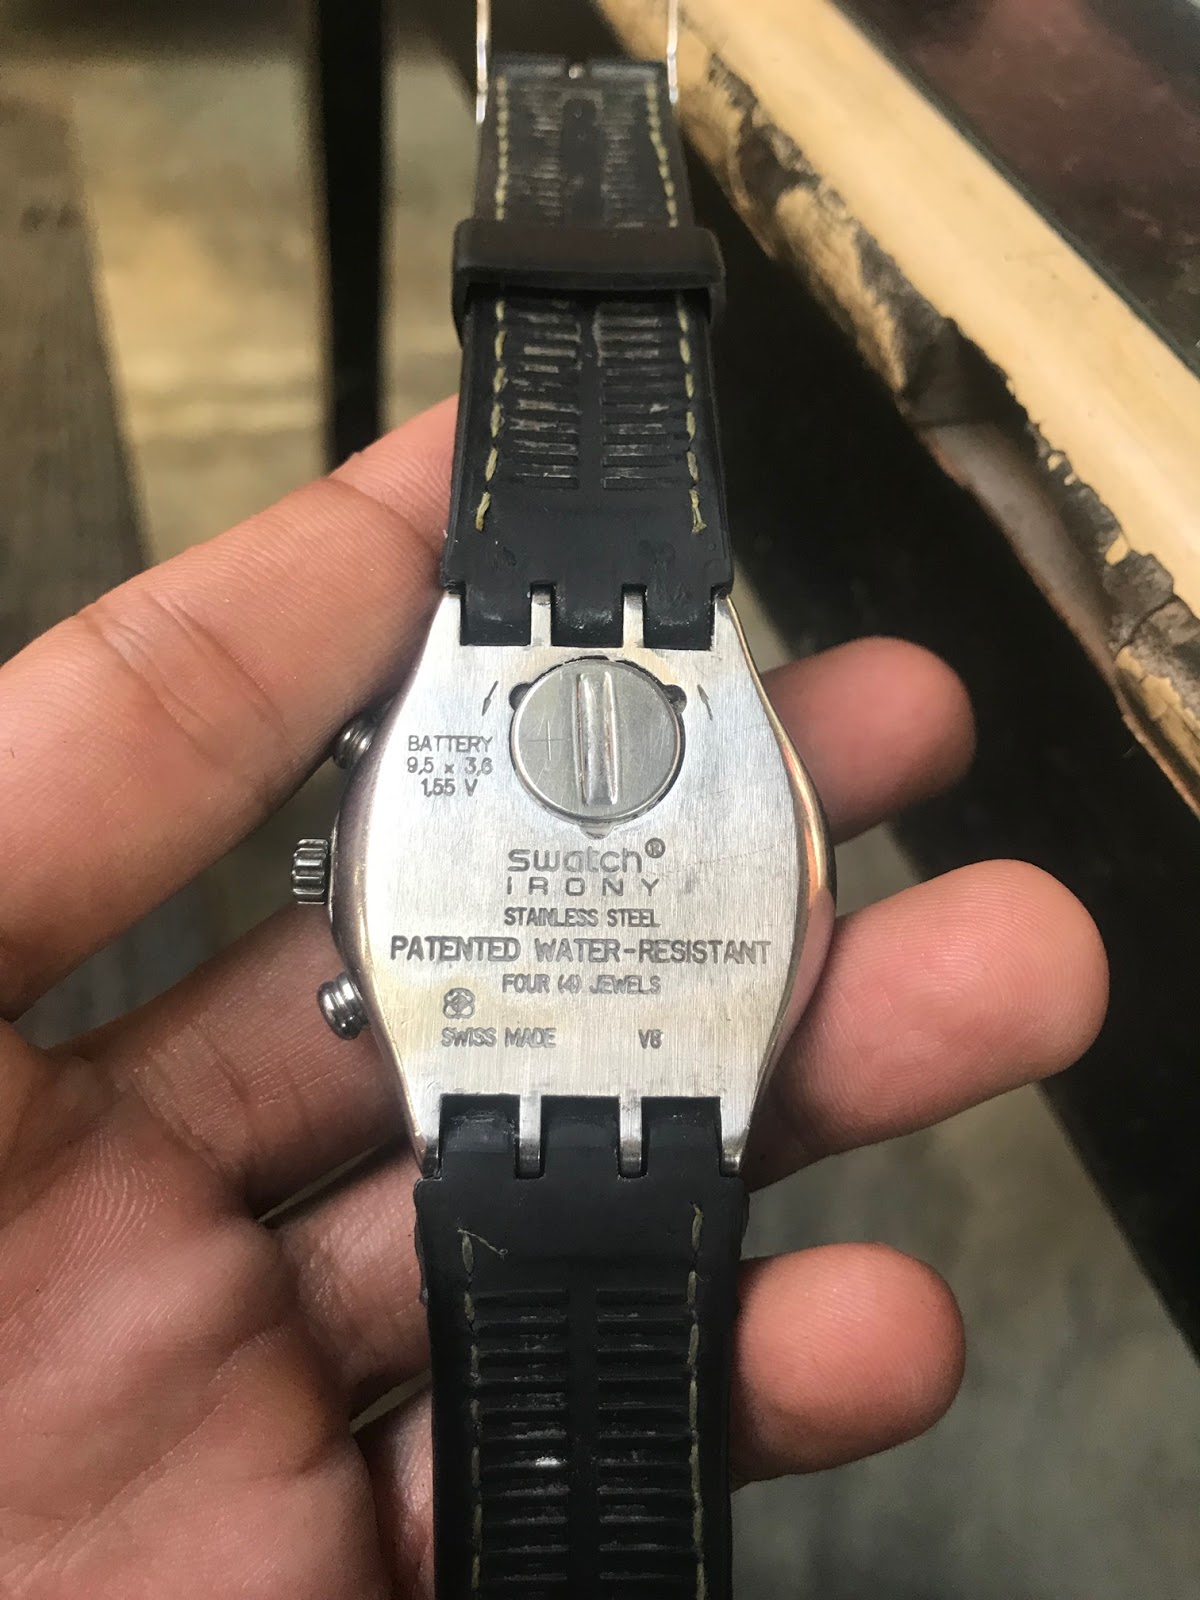 +
BATTERY
9,5 x 3,6
1,55 V
swatch®
IRONY
STAINLESS STEEL
PATENTED WATER-RESISTANT
FOUR (4) JEWELS
SWISS MADE V8